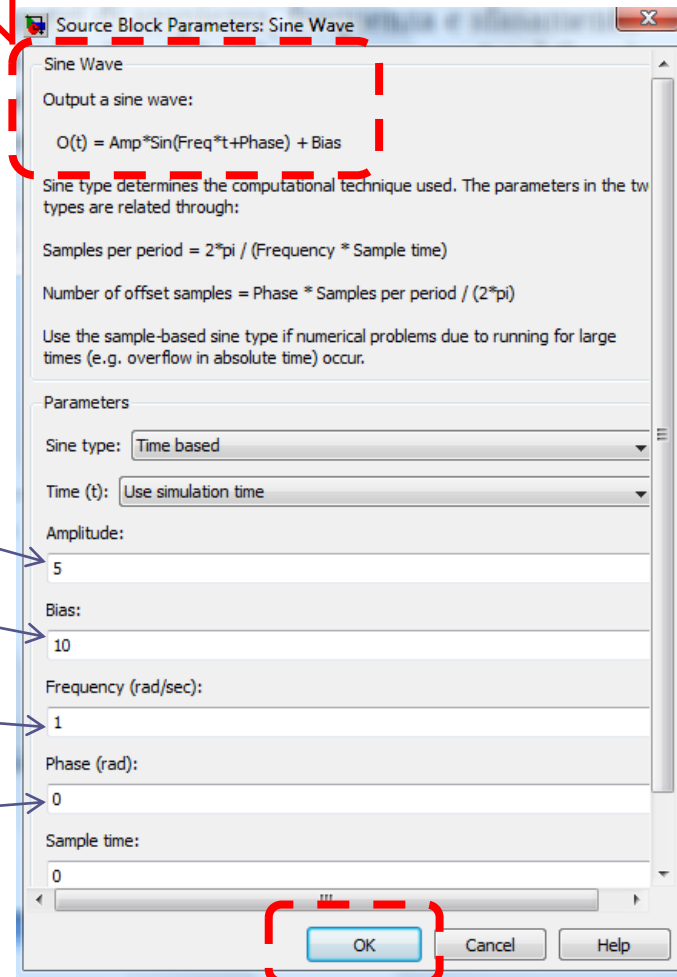 Source Block Parameters: Sine Wave
Sine Wave
Output a sine wave:
O(t) = Amp*Sin(Freq*t+Phase) + Bias
Sine type determines the computational technique used. The parameters in the tw
types are related through:
Samples per period = 2*pi / (Frequency * Sample time)
Number of offset samples = Phase * Samples per period / (2*pi)
Use the sample-based sine type if numerical problems due to running for large
times (e.g. overflow in absolute time) occur.
Parameters
Sine type: Time based
Time (t): Use simulation time
Amplitude:
5
Bias:
10
Frequency (rad/sec):
1
Phase (rad):
0
Sample time:
0
OK Cancel Help